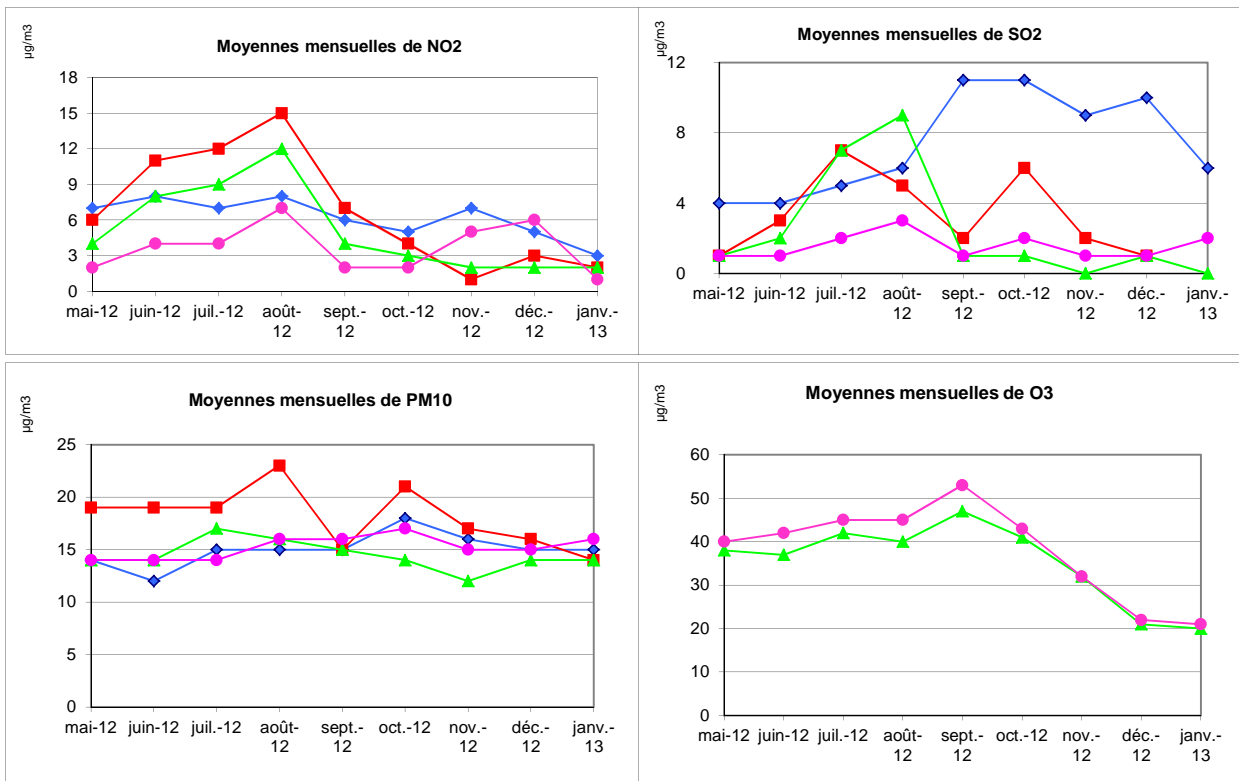 µg/m3
Moyennes mensuelles de NO2
18
15
12
9
6
3
0
mai-12 juin-12 juil.-12 août-12 sept.-12 oct.-12 nov.-12 déc.-12 janv.-13
µg/m3
Moyennes mensuelles de SO2
12
8
4
0
mai-12 juin-12 juil.-12 août-12 sept.-12 oct.-12 nov.-12 déc.-12 janv.-13
µg/m3
Moyennes mensuelles de PM10
25
20
15
10
5
0
mai-12 juin-12 juil.-12 août-12 sept.-12 oct.-12 nov.-12 déc.-12 janv.-13
µg/m3
Moyennes mensuelles de O3
60
50
40
30
20
10
0
mai-12 juin-12 juil.-12 août-12 sept.-12 oct.-12 nov.-12 déc.-12 janv.-13